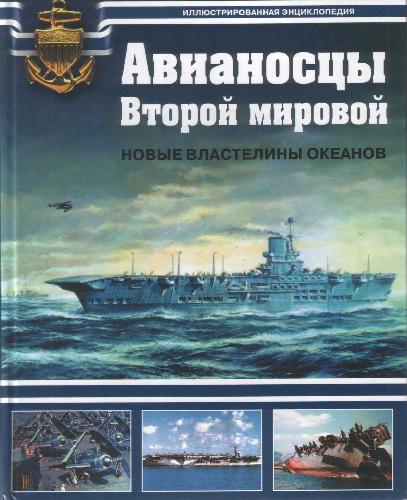 ИЛЛЮСТРИРОВАННАЯ ЭНЦИКЛОПЕДИЯ
Авианосцы
Второй мировой
НОВЫЕ ВЛАСТЕЛИНЫ ОКЕАНОВ